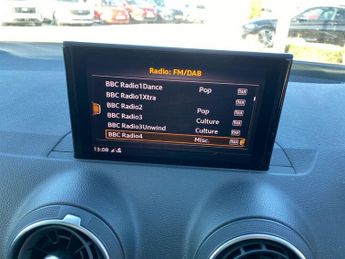 Radio: FM/DAB
BBC Radio1Dance Pop
BBC Radio1Xtra
BBC Radio2 Pop
BBC Radio3 Culture
BBC Radio3Unwind Culture
BBC Radio4 Misc.
13:08